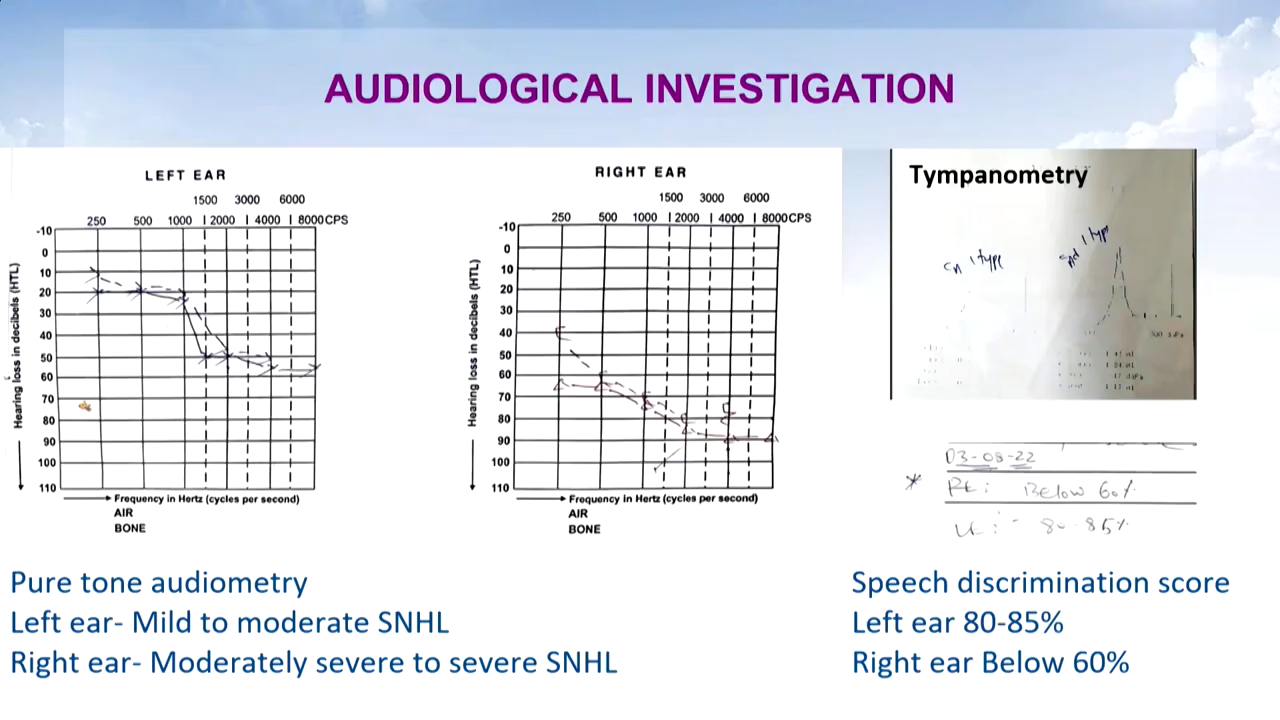 AUDIOLOGICAL INVESTIGATION
LEFT EAR
1500 3000 6000
250 500 1000 2000 4000 8000CPS
-10
0
10
20
30
40
50
60
70
80
90
100
110
Hearing loss in decibels (HTL)
Frequency in Hertz (cycles per second)
AIR
BONE
RIGHT EAR
1500 3000 6000
250 500 1000 2000 4000 8000CPS
-10
0
10
20
30
40
50
60
70
80
90
100
110
Hearing loss in decibels (HTL)
Frequency in Hertz (cycles per second)
AIR
BONE
Tympanometry
type
03-08-22
Below 60%
80-85%
Pure tone audiometry
Left ear- Mild to moderate SNHL
Right ear- Moderately severe to severe SNHL
Speech discrimination score
Left ear 80-85%
Right ear Below 60%